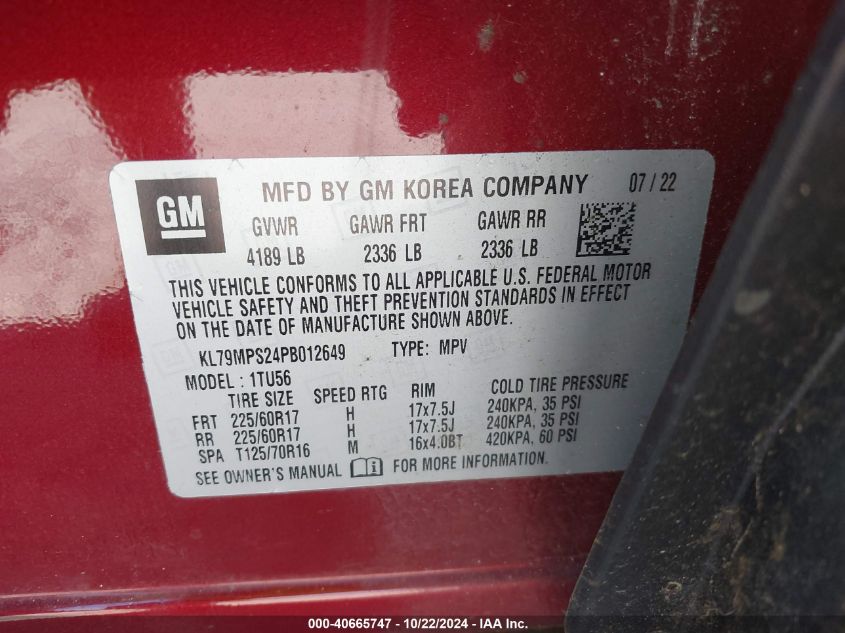 GM
MFD BY GM KOREA COMPANY 07 / 22
GVWR GAWR FRT GAWR RR
4189 LB 2336 LB 2336 LB
THIS VEHICLE CONFORMS TO ALL APPLICABLE U.S. FEDERAL MOTOR
VEHICLE SAFETY AND THEFT PREVENTION STANDARDS IN EFFECT
ON THE DATE OF MANUFACTURE SHOWN ABOVE.
KL79MPS24PB012649 TYPE: MPV
MODEL : 1TU56
TIRE SIZE SPEED RTG RIM COLD TIRE PRESSURE
FRT 225/60R17 H 17x7.5J 240KPA, 35 PSI
RR 225/60R17 H 17x7.5J 240KPA, 35 PSI
SPA T125/70R16 M 16x4.0BT 420KPA, 60 PSI
SEE OWNER'S MANUAL FOR MORE INFORMATION.
000-40665747 - 10/22/2024 - IAA Inc.